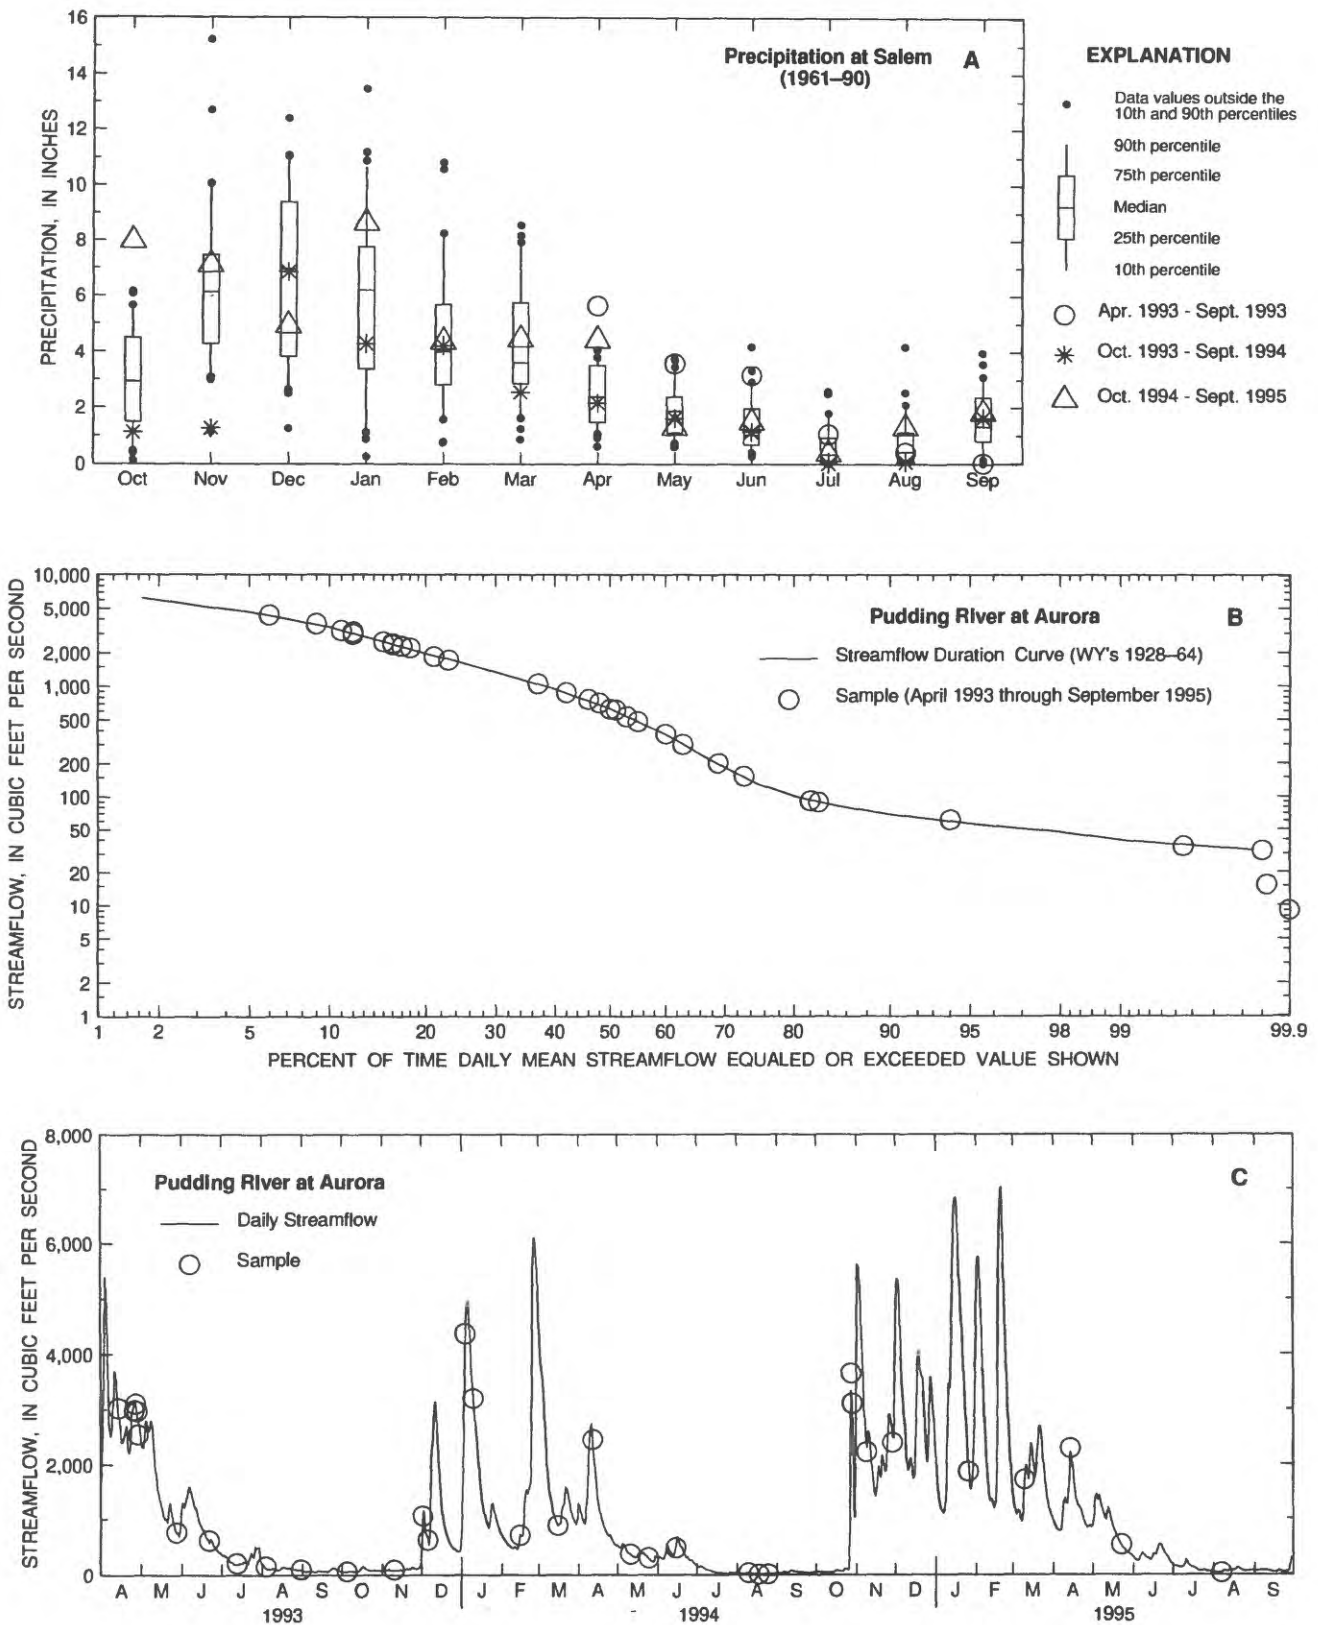 16
14
12
10
8
6
4
2
0
PRECIPITATION, IN INCHES
Precipitation at Salem A
(1961–90)
Oct Nov Dec Jan Feb Mar Apr May Jun Jul Aug Sep
EXPLANATION
Data values outside the
10th and 90th percentiles
90th percentile
75th percentile
Median
25th percentile
10th percentile
Apr. 1993 - Sept. 1993
Oct. 1993 - Sept. 1994
Oct. 1994 - Sept. 1995
10,000
5,000
2,000
1,000
500
200
100
50
20
10
5
2
1
STREAMFLOW, IN CUBIC FEET PER SECOND
Pudding River at Aurora B
Streamflow Duration Curve (WY's 1928–64)
Sample (April 1993 through September 1995)
1 2 5 10 20 30 40 50 60 70 80 90 95 98 99 99.9
PERCENT OF TIME DAILY MEAN STREAMFLOW EQUALED OR EXCEEDED VALUE SHOWN
8,000
6,000
4,000
2,000
0
STREAMFLOW, IN CUBIC FEET PER SECOND
Pudding River at Aurora C
Daily Streamflow
Sample
A M J J A S O N D J F M A M J J A S O N D J F M A M J J A S
1993 1994 1995